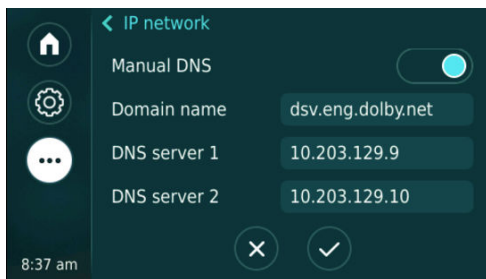 IP network
Manual DNS
Domain name dsv.eng.dolby.net
DNS server 1 10.203.129.9
DNS server 2 10.203.129.10
8:37 am